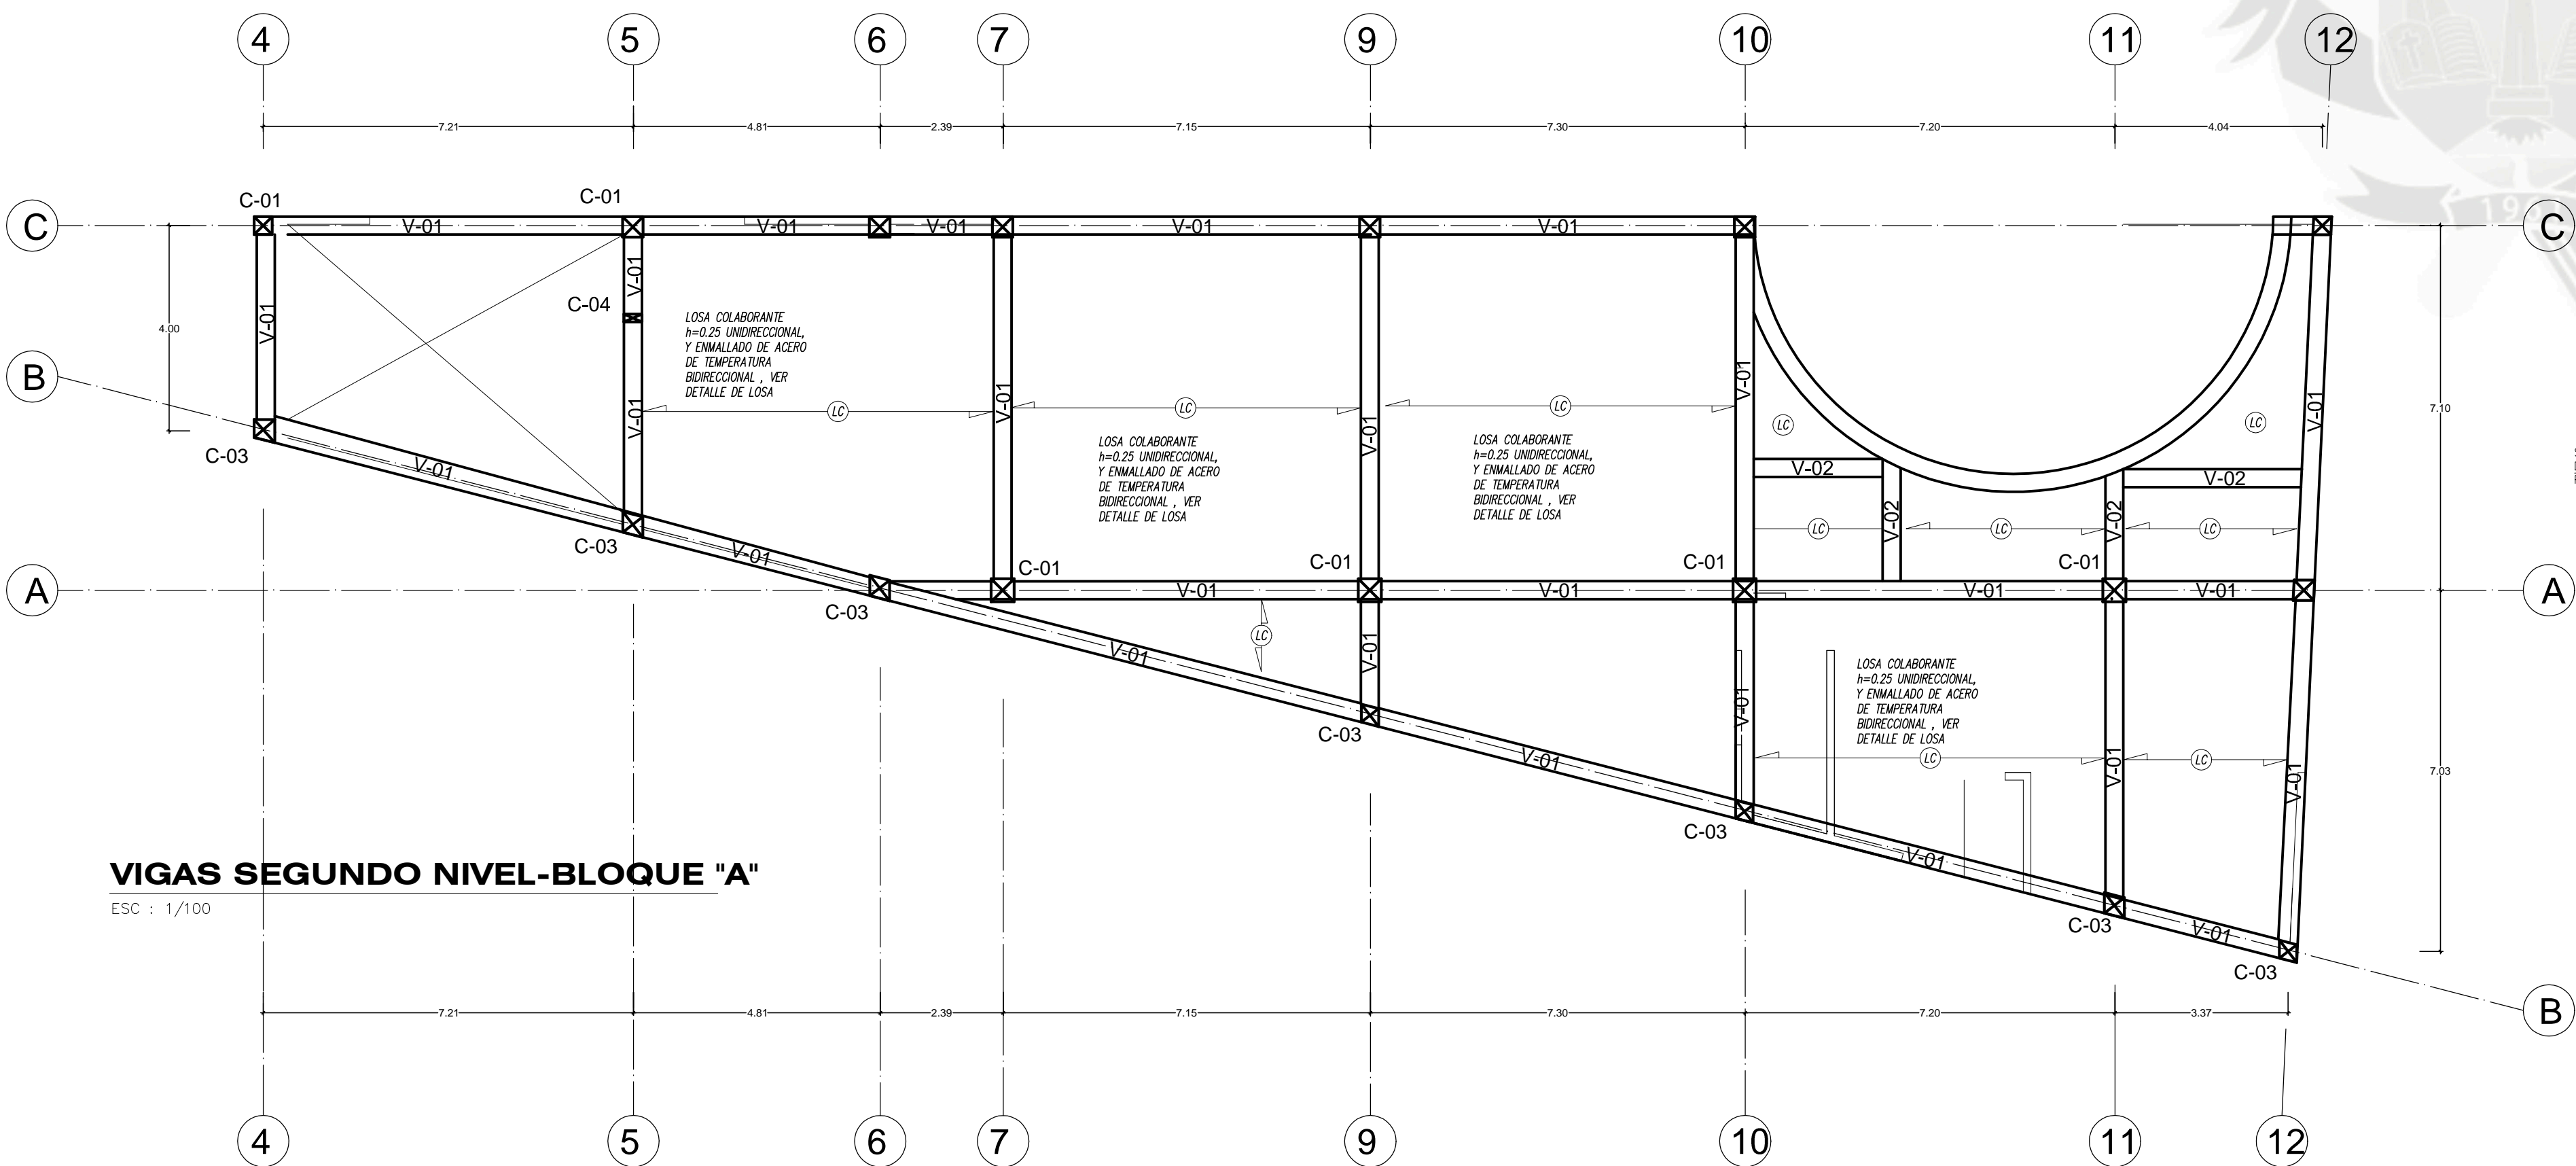 4 5 6 7 9 10 11 12
7.21 4.81 2.39 7.15 7.30 7.20 4.04
C-01 C-01
C V-01 V-01 V-01 V-01 V-01 C
V-01
C-04
V-01
4.00
LOSA COLABORANTE
h=0.25 UNIDIRECCIONAL,
Y ENMALLADO DE ACERO
DE TEMPERATURA
BIDIRECCIONAL , VER
DETALLE DE LOSA
B
V-01 V-01 V-01
LC LC LC LC LC
V-01 V-01 7.10
LOSA COLABORANTE
h=0.25 UNIDIRECCIONAL,
Y ENMALLADO DE ACERO
DE TEMPERATURA
BIDIRECCIONAL , VER
DETALLE DE LOSA
LOSA COLABORANTE
h=0.25 UNIDIRECCIONAL,
Y ENMALLADO DE ACERO
DE TEMPERATURA
BIDIRECCIONAL , VER
DETALLE DE LOSA
C-03 V-01 V-02 V-02
V-02 V-02
LC LC LC
C-03 V-01
C-01 C-01 C-01 C-01
A V-01 V-01 V-01 V-01 A
C-03
LC
V-01 V-01
LOSA COLABORANTE
h=0.25 UNIDIRECCIONAL,
Y ENMALLADO DE ACERO
DE TEMPERATURA
BIDIRECCIONAL , VER
DETALLE DE LOSA
V-01
C-03 V-01
LC LC
V-01 V-01 7.03
C-03 V-01
VIGAS SEGUNDO NIVEL-BLOQUE "A"
ESC : 1/100
C-03 V-01
C-03
B
7.21 4.81 2.39 7.15 7.30 7.20 3.37
4 5 6 7 9 10 11 12